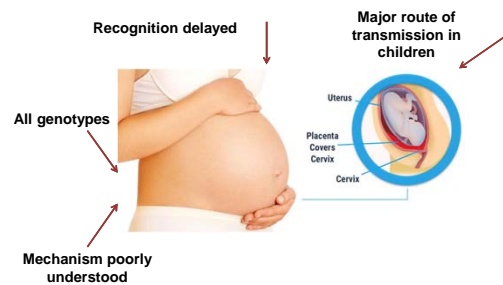 Recognition delayed
Major route of
transmission in
children
Uterus
All genotypes
Placenta
Covers
Cervix
Cervix
Mechanism poorly
understood